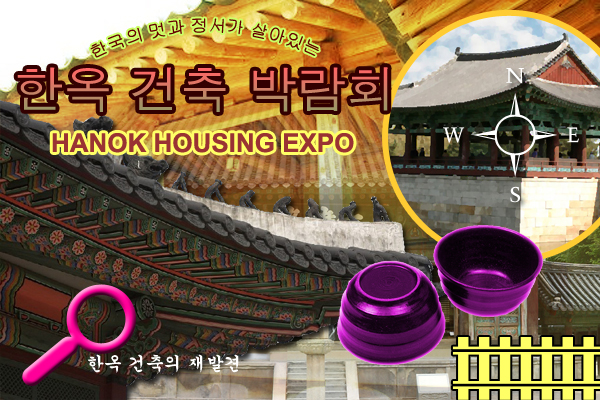 한국의 멋과 정서가 살아있는
한옥 건축 박람회
HANOK HOUSING EXPO
N
W E
S
한옥 건축의 재발견